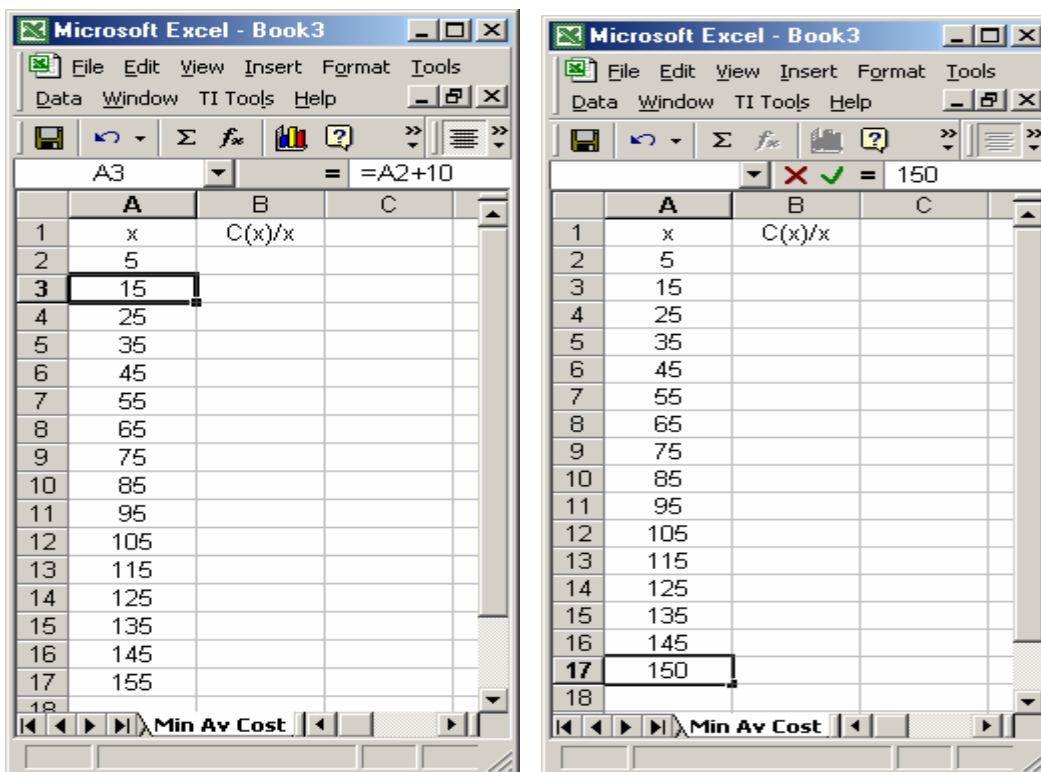 Microsoft Excel - Book3
File Edit View Insert Format Tools
Data Window TI Tools Help
A3 = =A2+10
A B C
1 x C(x)/x
2 5
3 15
4 25
5 35
6 45
7 55
8 65
9 75
10 85
11 95
12 105
13 115
14 125
15 135
16 145
17 155
18
Min Av Cost
Microsoft Excel - Book3
File Edit View Insert Format Tools
Data Window TI Tools Help
= 150
A B C
1 x C(x)/x
2 5
3 15
4 25
5 35
6 45
7 55
8 65
9 75
10 85
11 95
12 105
13 115
14 125
15 135
16 145
17 150
18
Min Av Cost